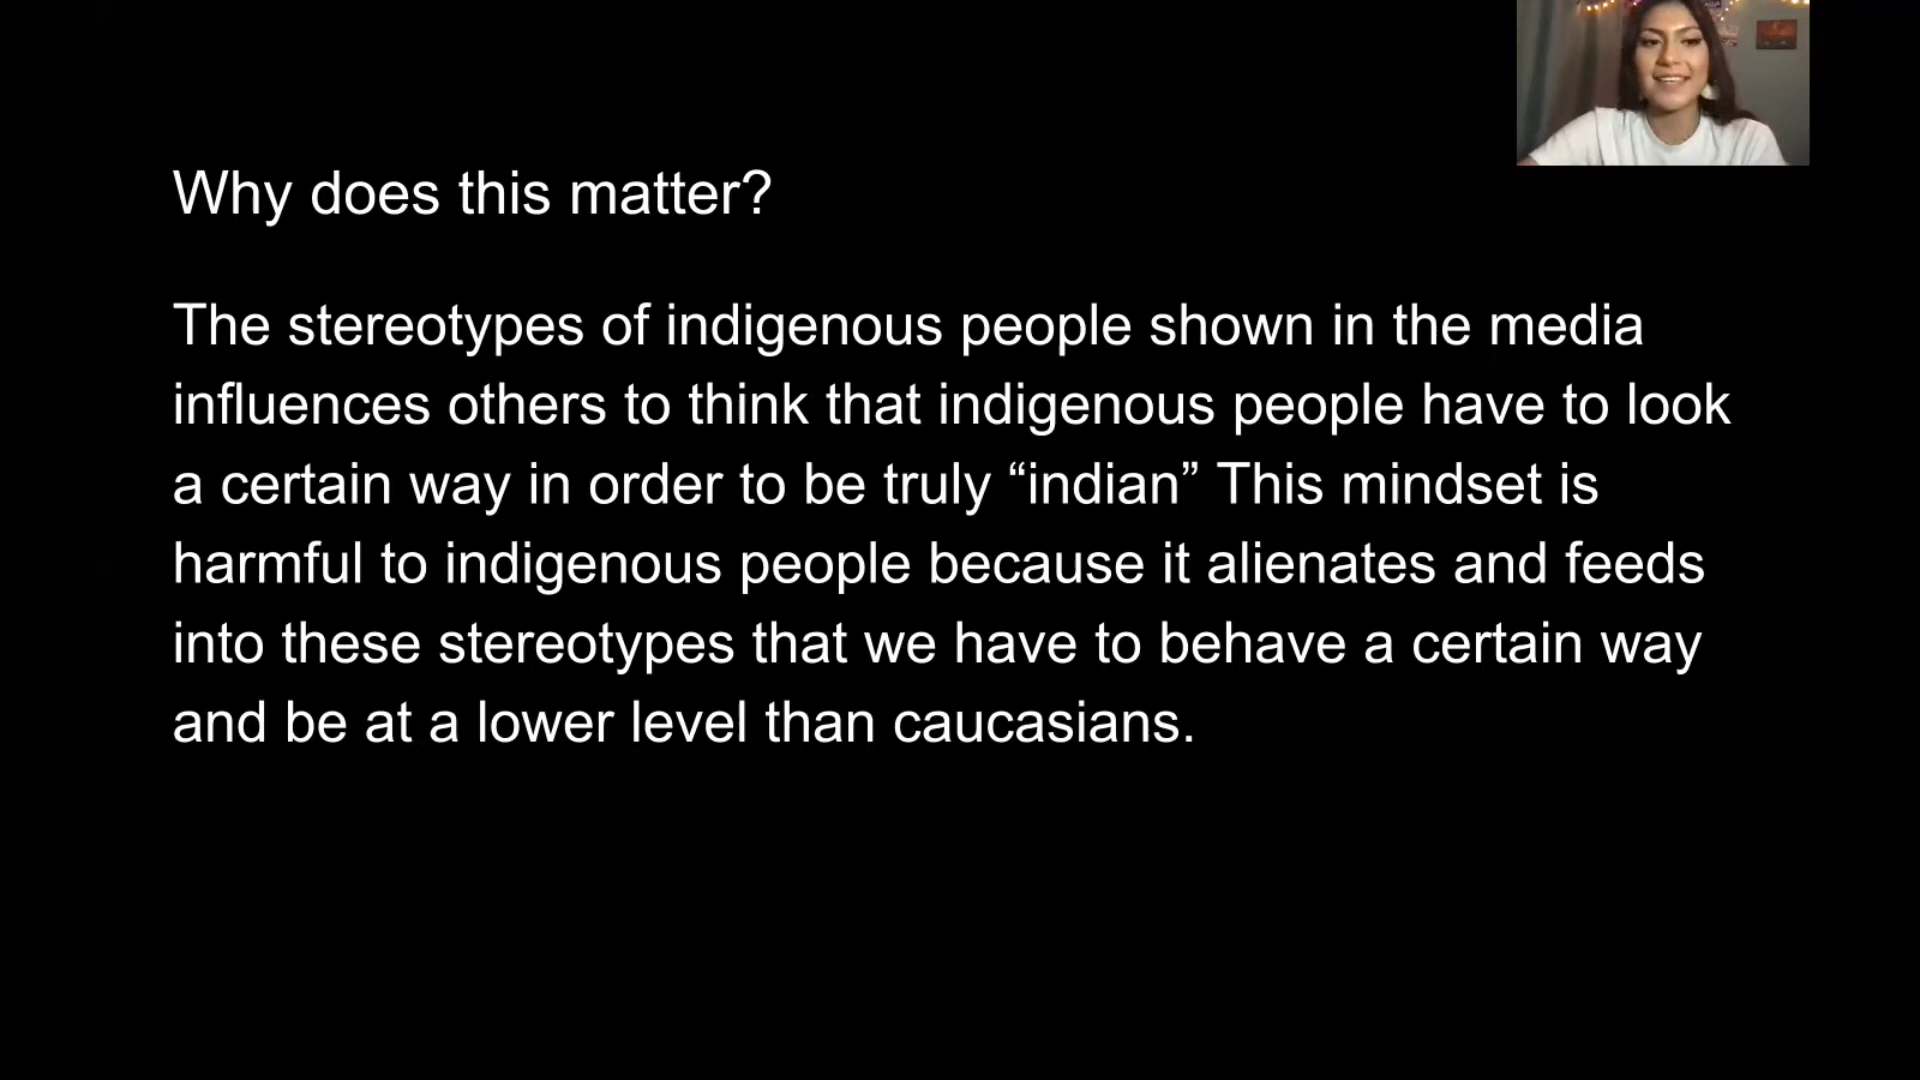 Why does this matter?
The stereotypes of indigenous people shown in the media
influences others to think that indigenous people have to look
a certain way in order to be truly “indian” This mindset is
harmful to indigenous people because it alienates and feeds
into these stereotypes that we have to behave a certain way
and be at a lower level than caucasians.